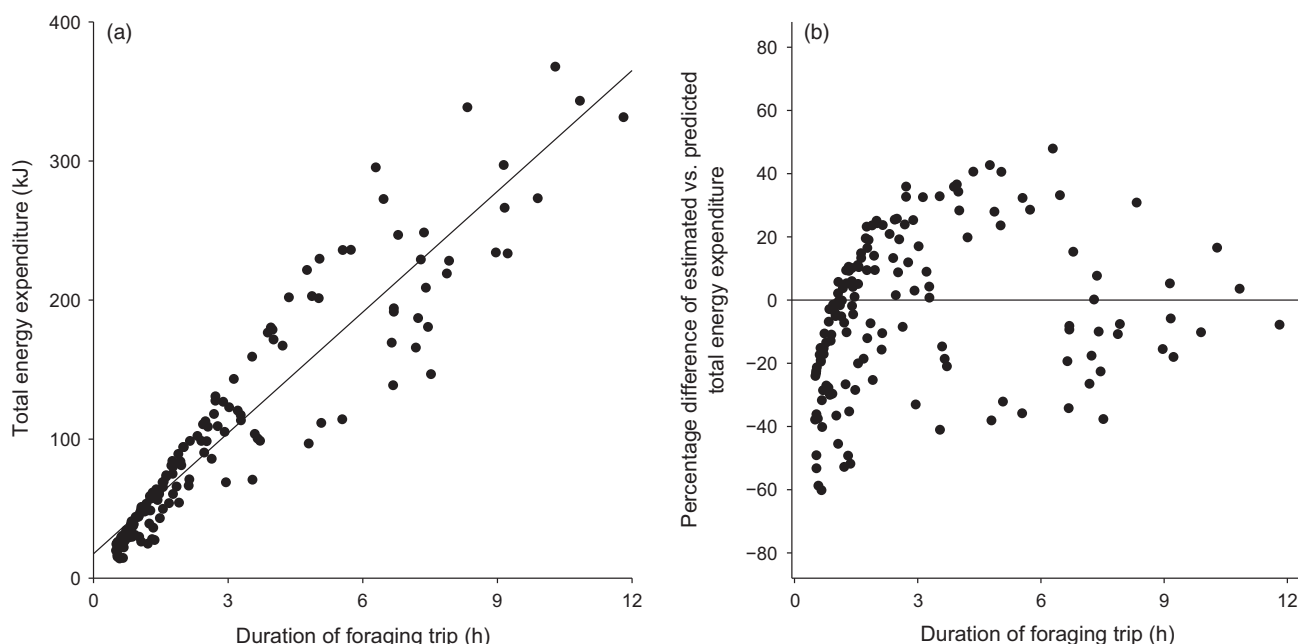 (a)
400
300
200
100
0
Total energy expenditure (kJ)
0 3 6 9 12
Duration of foraging trip (h)
(b)
80
60
40
20
0
−20
−40
−60
−80
Percentage difference of estimated vs. predicted
total energy expenditure
0 3 6 9 12
Duration of foraging trip (h)